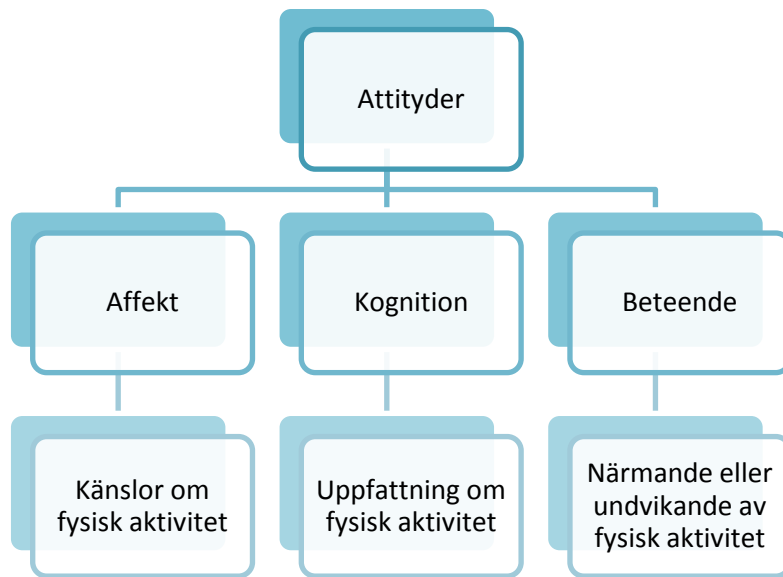 Attityder
Affekt
Kognition
Beteende
Känslor om
fysisk aktivitet
Uppfattning om
fysisk aktivitet
Närmande eller
undvikande av
fysisk aktivitet